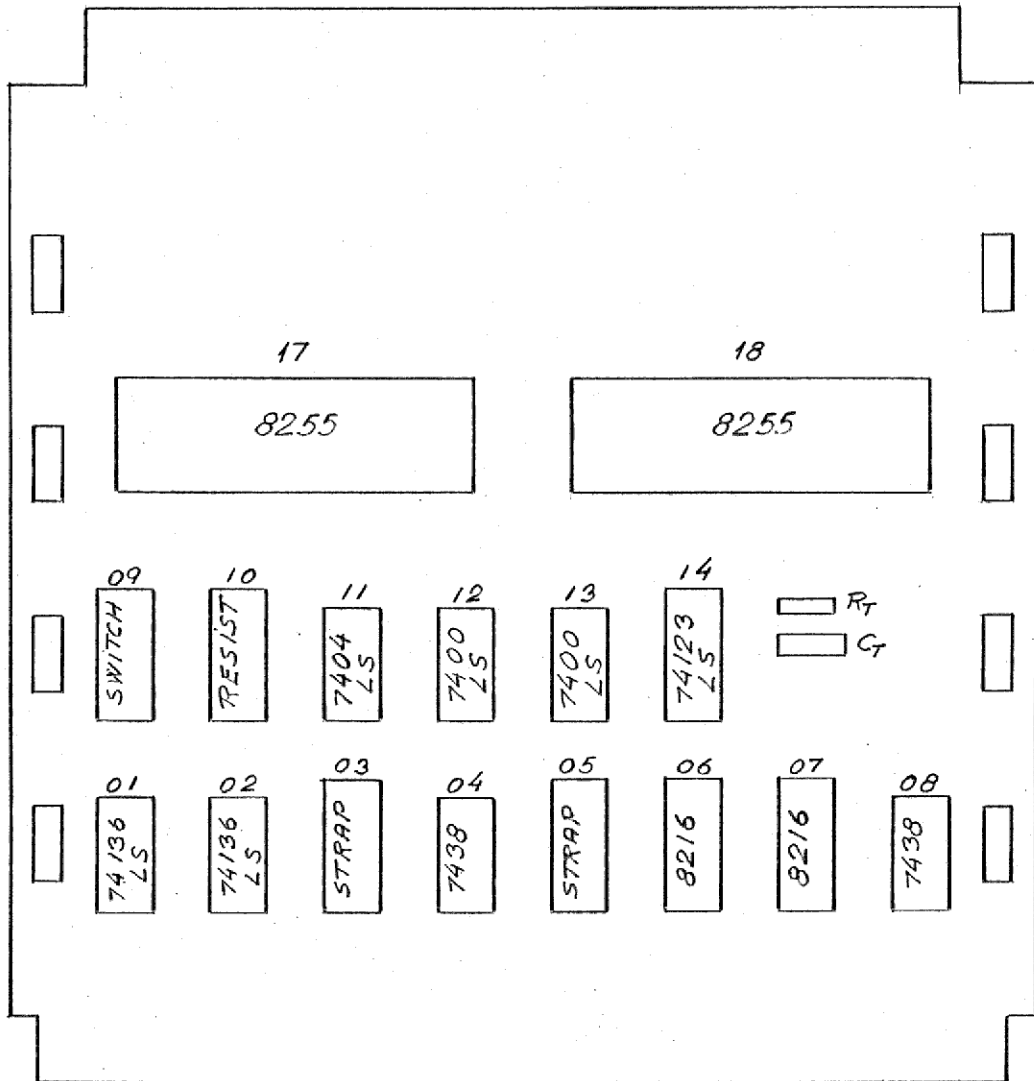 17 18
8255 8255
09 10 11 12 13 14
SWITCH RESIST 7404 LS 7400 LS 7400 LS 74123 LS
R_T
C_T
01 02 03 04 05 06 07 08
74136 LS 74136 LS STRAP 7438 STRAP 8216 8216 7438